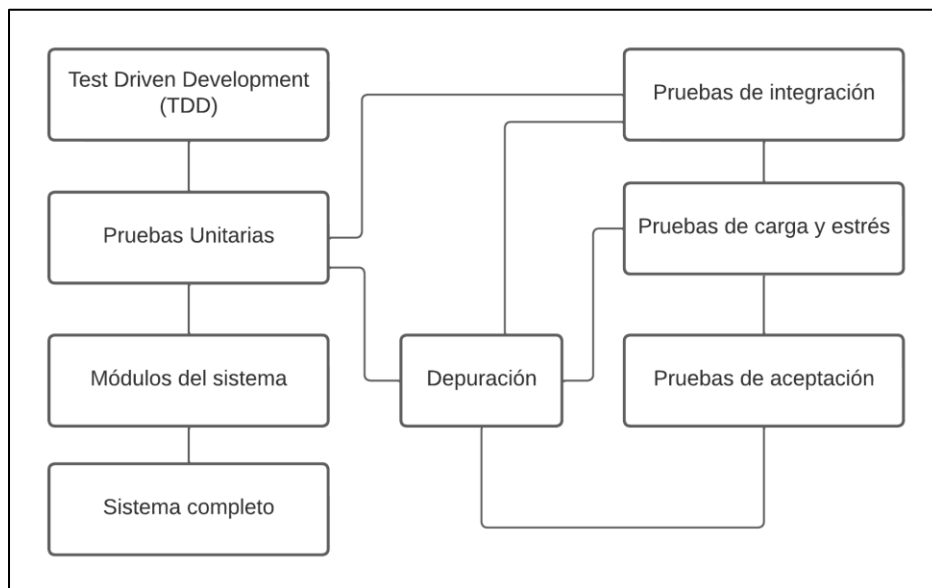 Test Driven Development
(TDD)
Pruebas Unitarias
Módulos del sistema
Sistema completo
Depuración
Pruebas de integración
Pruebas de carga y estrés
Pruebas de aceptación